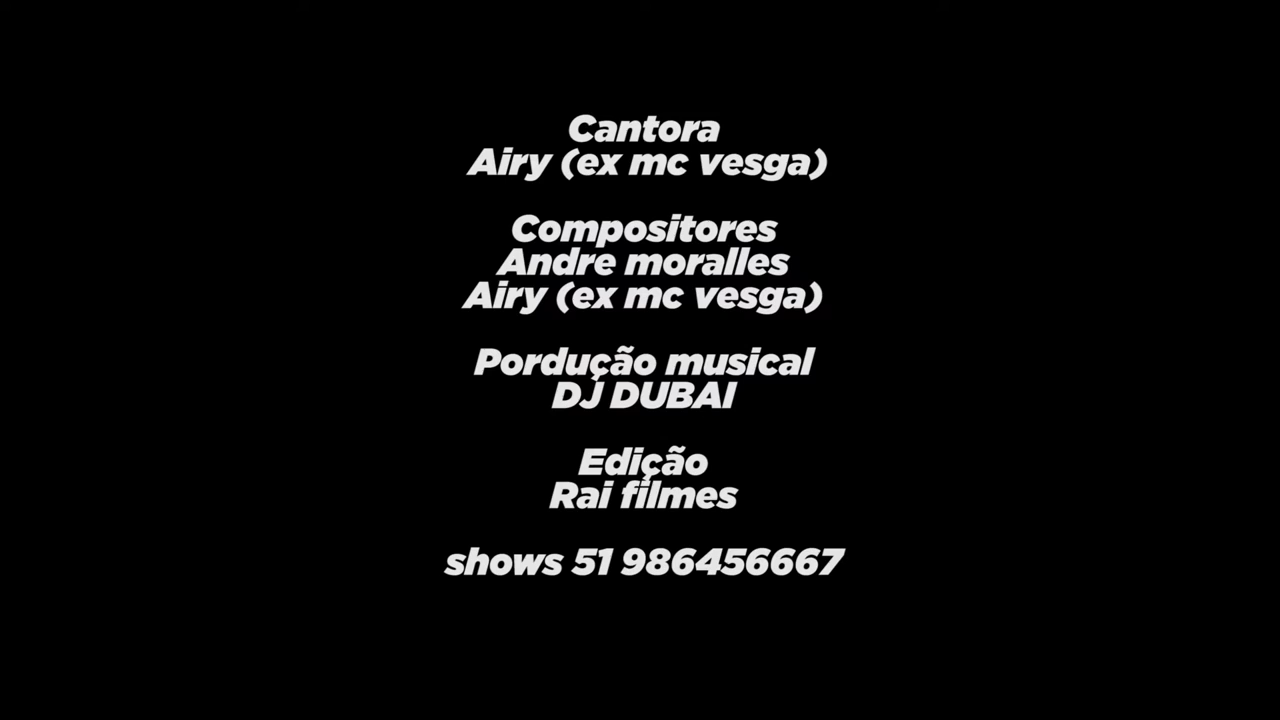 Cantora
Airy (ex mc vesga)
Compositores
Andre moralles
Airy (ex mc vesga)
Pordução musical
DJ DUBAI
Edição
Rai filmes
shows 51 986456667